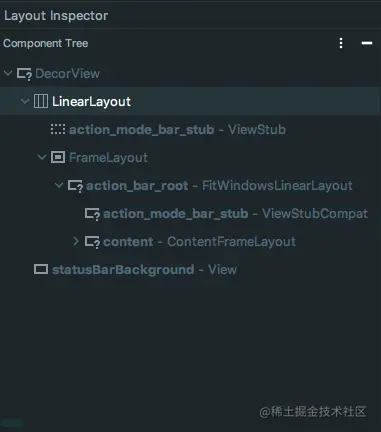 Layout Inspector
Component Tree
DecorView
LinearLayout
action_mode_bar_stub - ViewStub
FrameLayout
action_bar_root - FitWindowsLinearLayout
action_mode_bar_stub - ViewStubCompat
content - ContentFrameLayout
statusBarBackground - View
@稀土掘金技术社区